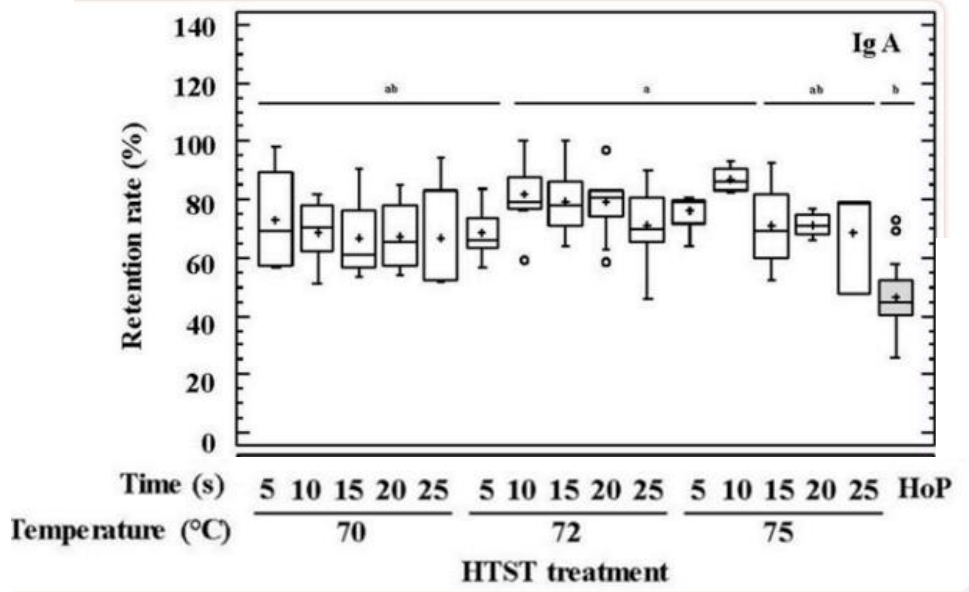 140
Ig A
120
ab a ab b
100
80
60
40
20
0
Retention rate (%)
Time (s) 5 10 15 20 25 5 10 15 20 25 5 10 15 20 25 HoP
Temperature (°C) 70 72 75
HTST treatment